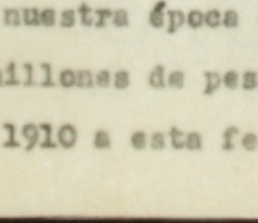 nuestra época
illones de pes
1910 a esta fe